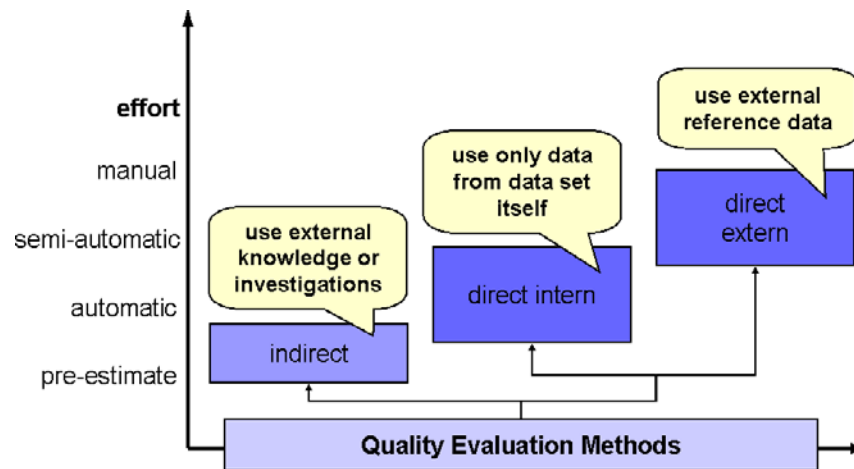 effort
manual
semi-automatic
automatic
pre-estimate
use external
knowledge or
investigations
indirect
use only data
from data set
itself
direct intern
use external
reference data
direct
extern
Quality Evaluation Methods